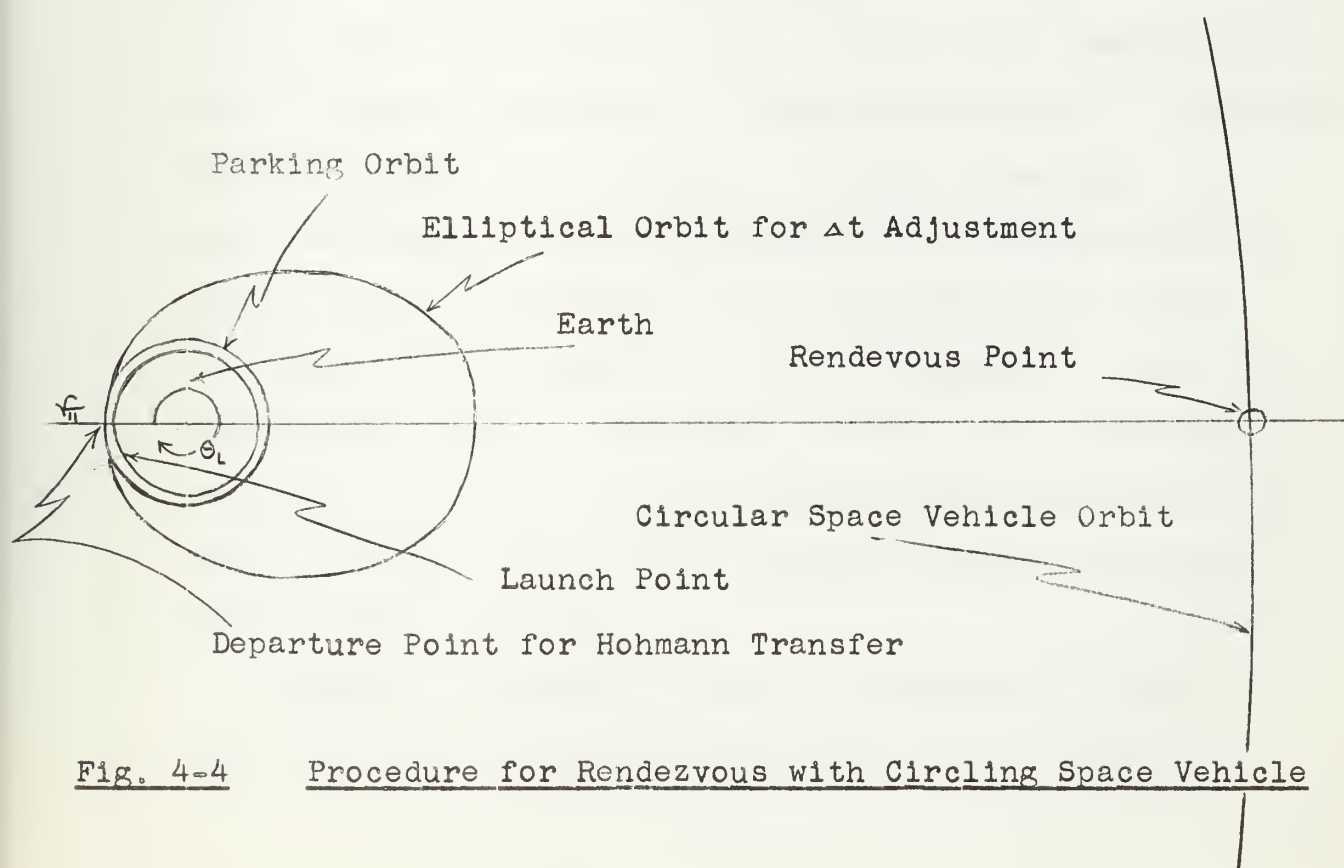 Parking Orbit
Elliptical Orbit for Δt Adjustment
Earth
Rendevous Point
θL
Circular Space Vehicle Orbit
Launch Point
Departure Point for Hohmann Transfer
Fig. 4-4 Procedure for Rendezvous with Circling Space Vehicle